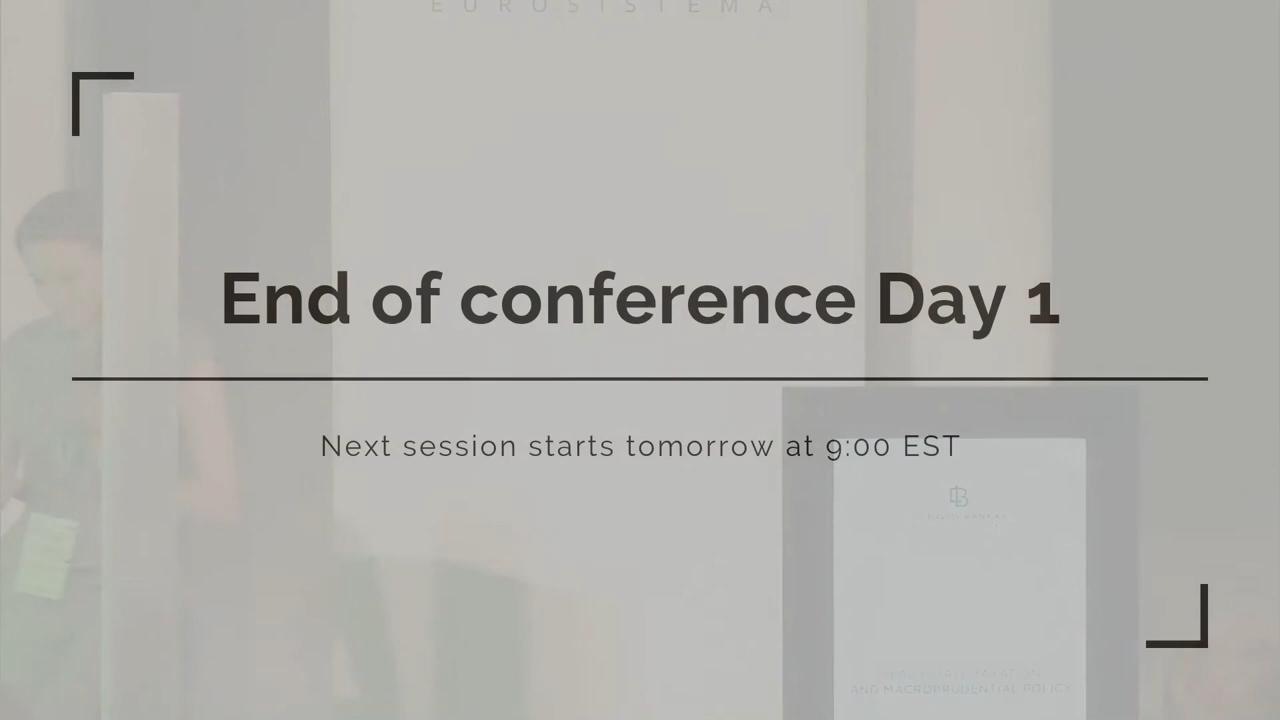 EUROSISTEMA
End of conference Day 1
Next session starts tomorrow at 9:00 EST
AND MACROPRUDENTIAL POLICY